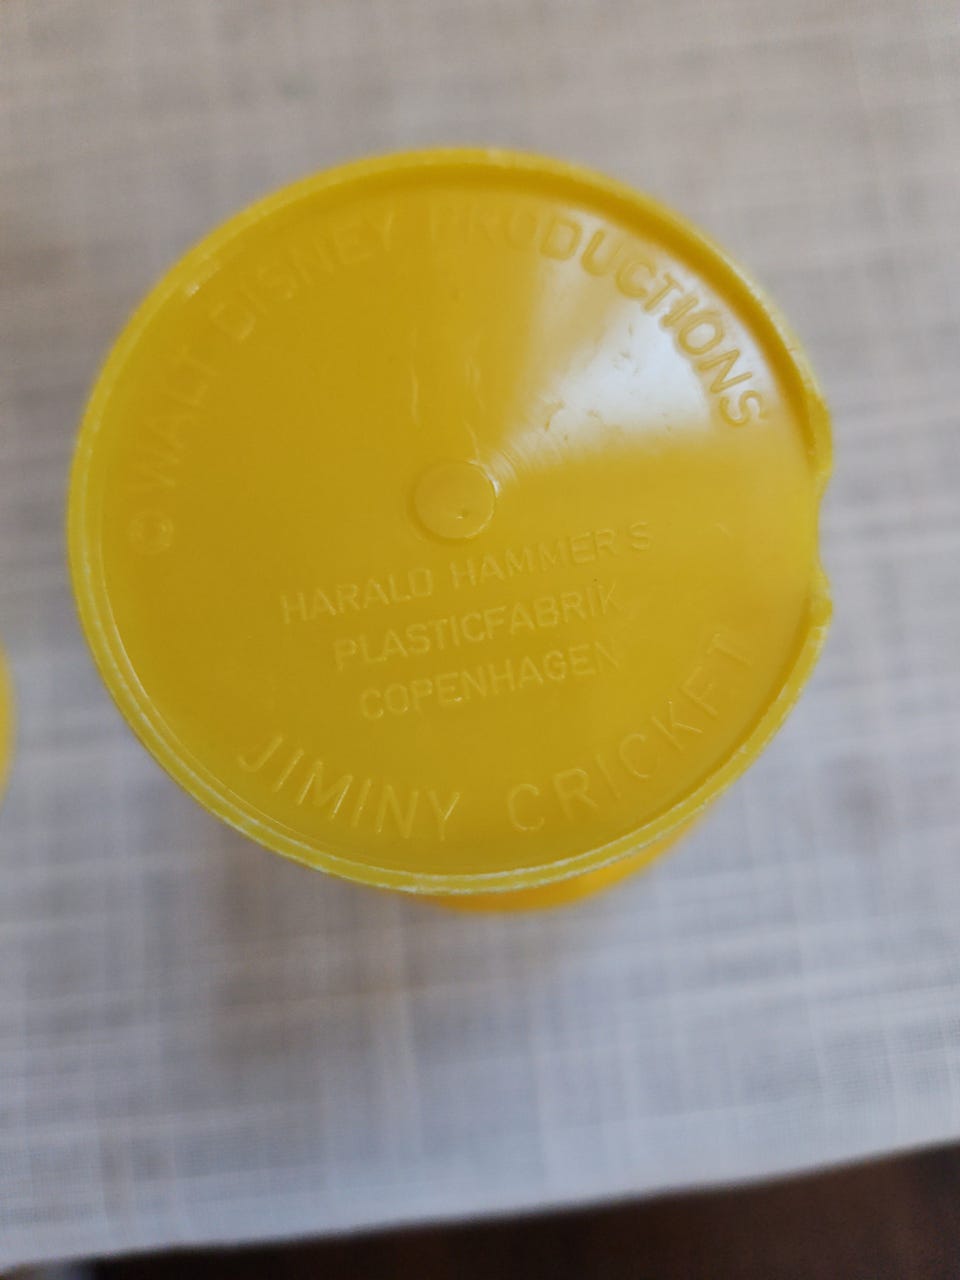 © WALT DISNEY PRODUCTIONS
HARALD HAMMER'S
PLASTICFABRIK
COPENHAGEN
JIMINY CRICKET